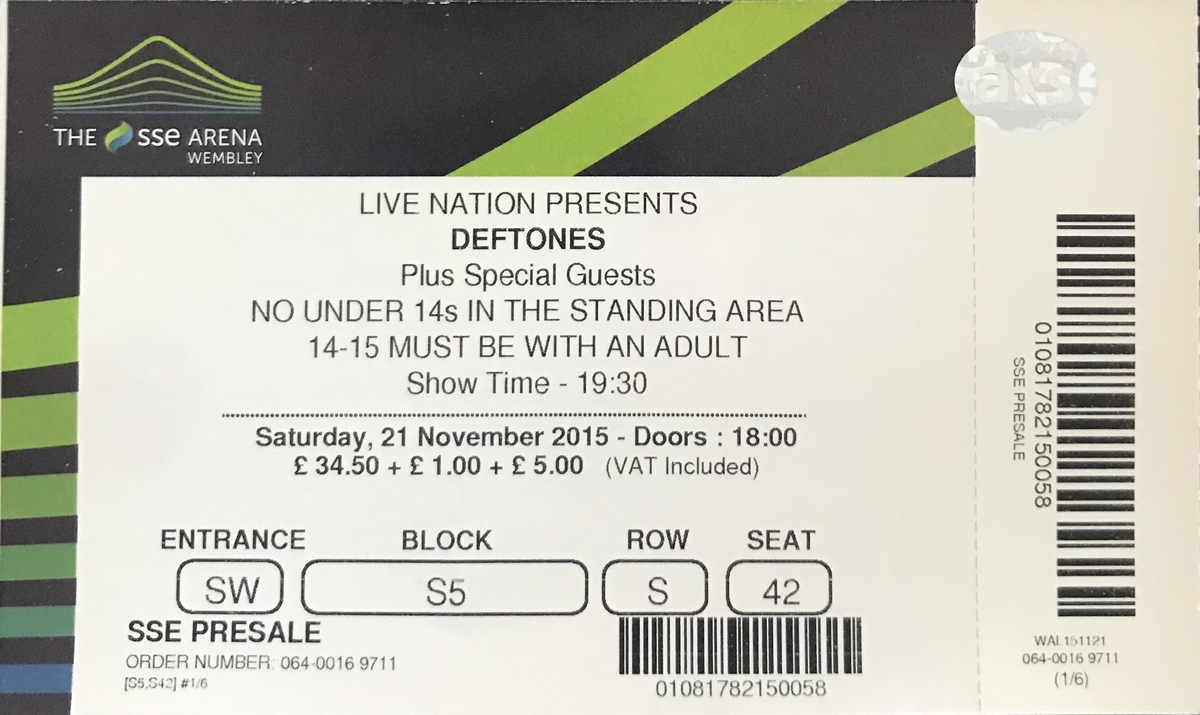 THE sse ARENA
WEMBLEY
axs
LIVE NATION PRESENTS
DEFTONES
Plus Special Guests
NO UNDER 14s IN THE STANDING AREA
14-15 MUST BE WITH AN ADULT
Show Time - 19:30
Saturday, 21 November 2015 - Doors : 18:00
£ 34.50 + £ 1.00 + £ 5.00 (VAT Included)
ENTRANCE BLOCK ROW SEAT
SW S5 S 42
SSE PRESALE
ORDER NUMBER: 064-0016 9711
[S5,S42] #1/6
01081782150058
01081782150058
SSE PRESALE
WAL151121
064-0016 9711
(1/6)